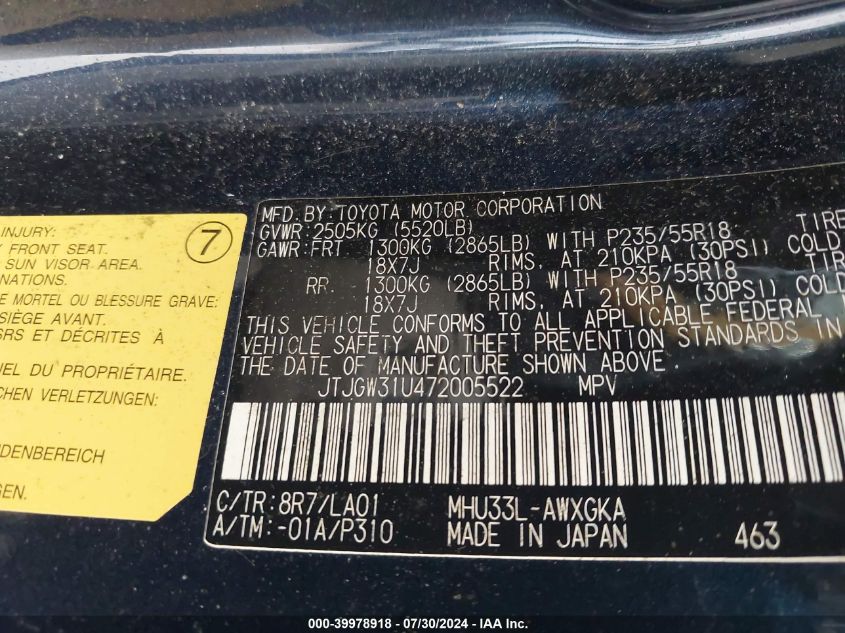 INJURY:
FRONT SEAT.
SUN VISOR AREA.
E MORTEL OU BLESSURE GRAVE:
SIÈGE AVANT.
SRS ET DÉCRITES À
EL DU PROPRIÉTAIRE.
CHEN VERLETZUNGEN:
NDENBEREICH
GEN.
7
MFD. BY: TOYOTA MOTOR CORPORATION
GVWR: 2505KG (5520LB)
GAWR: FRT 1300KG (2865LB) WITH P235/55R18 TIRE
18X7J RIMS, AT 210KPA (30PSI) COLD
RR. 1300KG (2865LB) WITH P235/55R18
18X7J RIMS, AT 210KPA (30PSI) COLD
THIS VEHICLE CONFORMS TO ALL APPLICABLE FEDERAL
VEHICLE SAFETY AND THEFT PREVENTION STANDARDS IN
THE DATE OF MANUFACTURE SHOWN ABOVE.
JTJGW31U472005522 MPV
C/TR: 8R7/LA01 MHU33L-AWXGKA
A/TM: -01A/P310 MADE IN JAPAN 463
000-39978918 / 07/30/2024 - IAA Inc.